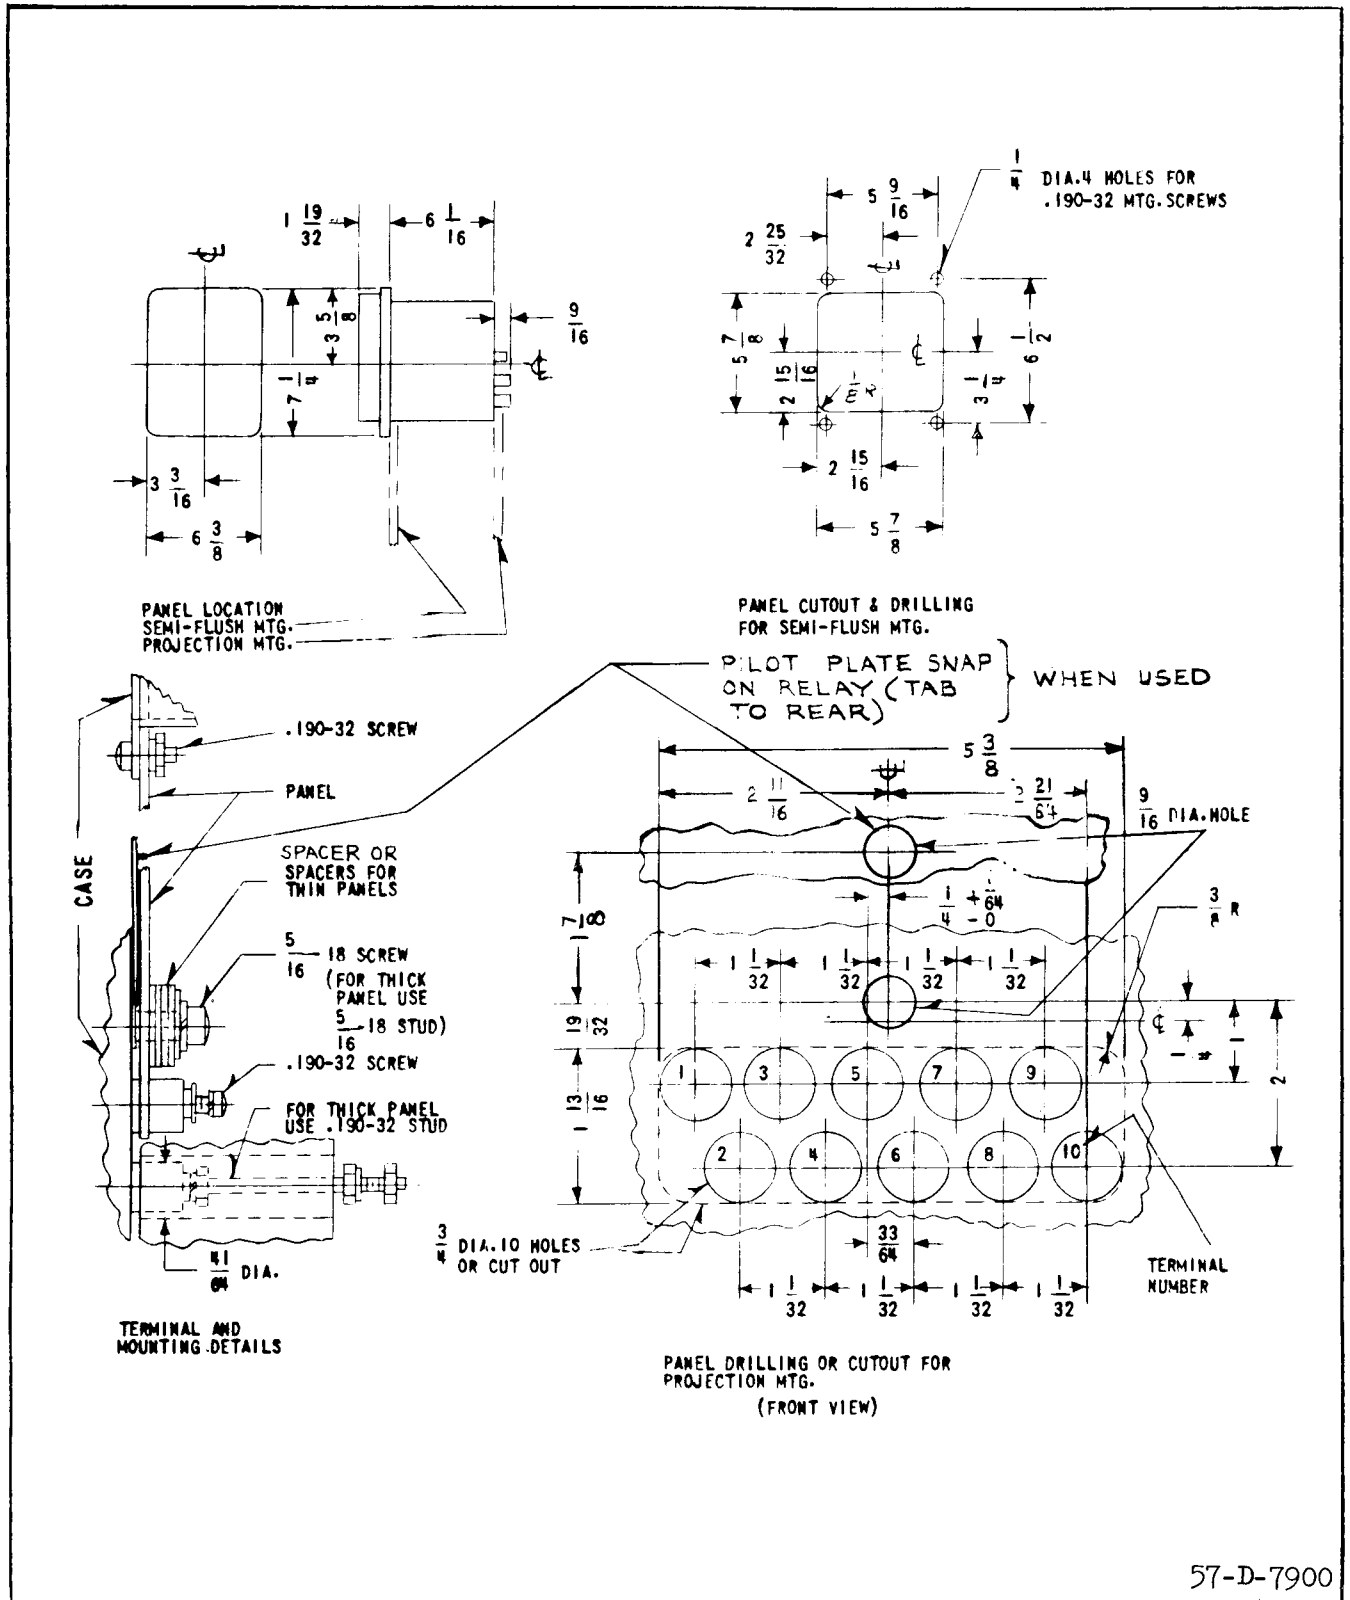 1 19/32
6 1/16
3 5/8
9/16
7 1/4
3 3/16
6 3/8
PANEL LOCATION
SEMI-FLUSH MTG.
PROJECTION MTG.
5 9/16
2 25/32
1/4 DIA.4 HOLES FOR
.190-32 MTG.SCREWS
5 7/8
2 15/16
6 1/2
3 1/4
2 15/16
5 7/8
PANEL CUTOUT & DRILLING
FOR SEMI-FLUSH MTG.
PILOT PLATE SNAP
ON RELAY (TAB
TO REAR)
WHEN USED
.190-32 SCREW
PANEL
CASE
SPACER OR
SPACERS FOR
THIN PANELS
5/16-18 SCREW
(FOR THICK
PANEL USE
5/16-18 STUD)
.190-32 SCREW
FOR THICK PANEL
USE .190-32 STUD
41/64 DIA.
TERMINAL AND
MOUNTING DETAILS
5 3/8
2 11/16
2 21/64
9/16 DIA.HOLE
1 7/8
1/4 +1/64 -0
3/8 R
1 1/32
1 1/32
1 1/32
1 1/32
19/32
1
2
1 13/16
1
3
5
7
9
2
4
6
8
10
3/4 DIA.10 HOLES
OR CUT OUT
33/64
1 1/32
1 1/32
1 1/32
1 1/32
TERMINAL
NUMBER
PANEL DRILLING OR CUTOUT FOR
PROJECTION MTG.
(FRONT VIEW)
57-D-7900